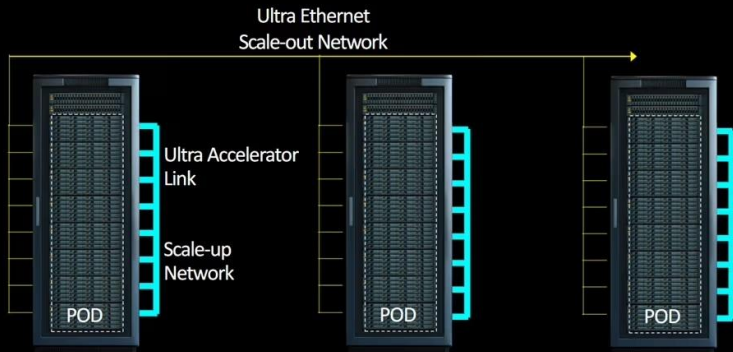 Ultra Ethernet
Scale-out Network
Ultra Accelerator
Link
Scale-up
Network
POD
POD
POD